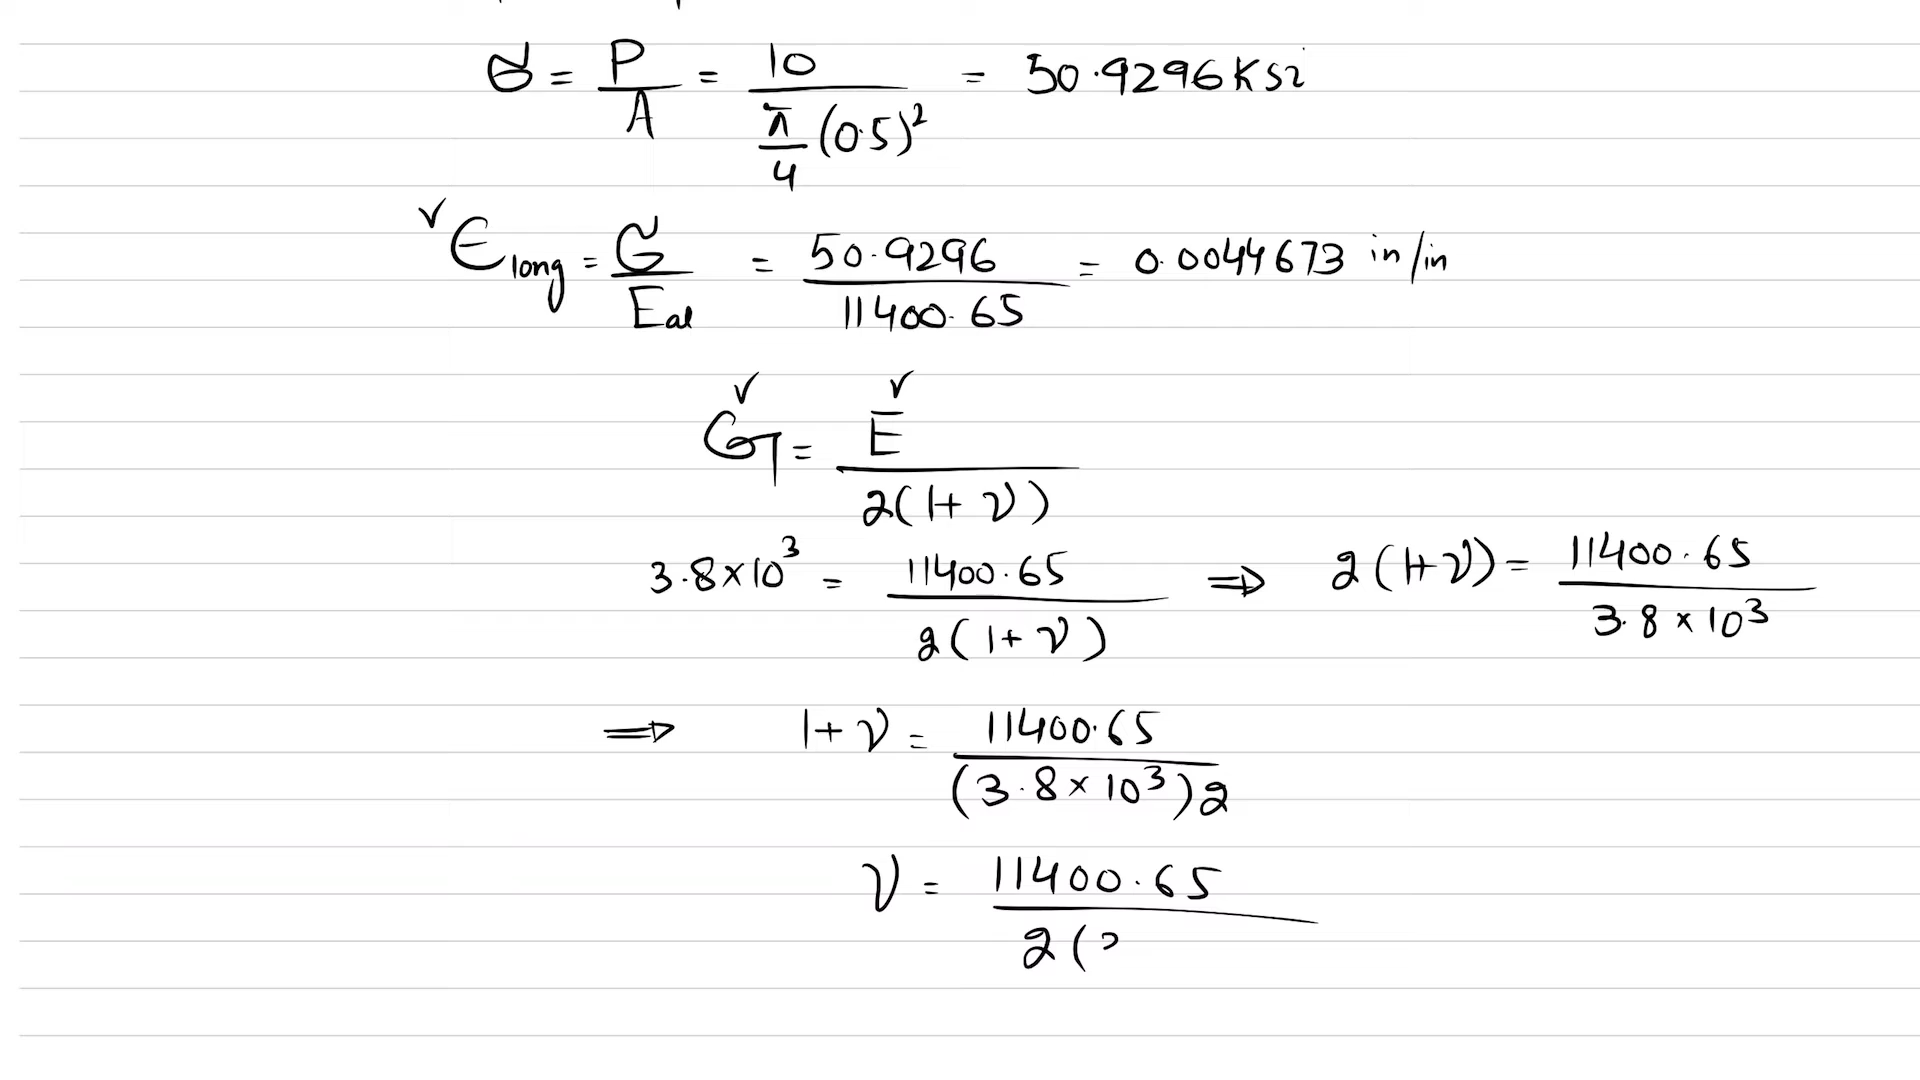 σ = P/A = 10/(π/4 (0.5)²) = 50.9296 Ksi
✓ ϵlong = σ/Eal = 50.9296/11400.65 = 0.0044673 in/in
✓ ✓
G = E/(2(1+ν))
3.8×10³ = 11400.65/(2(1+ν)) ⇒ 2(1+ν) = 11400.65/(3.8×10³)
⇒ 1+ν = 11400.65/((3.8×10³)2)
ν = 11400.65/(2(